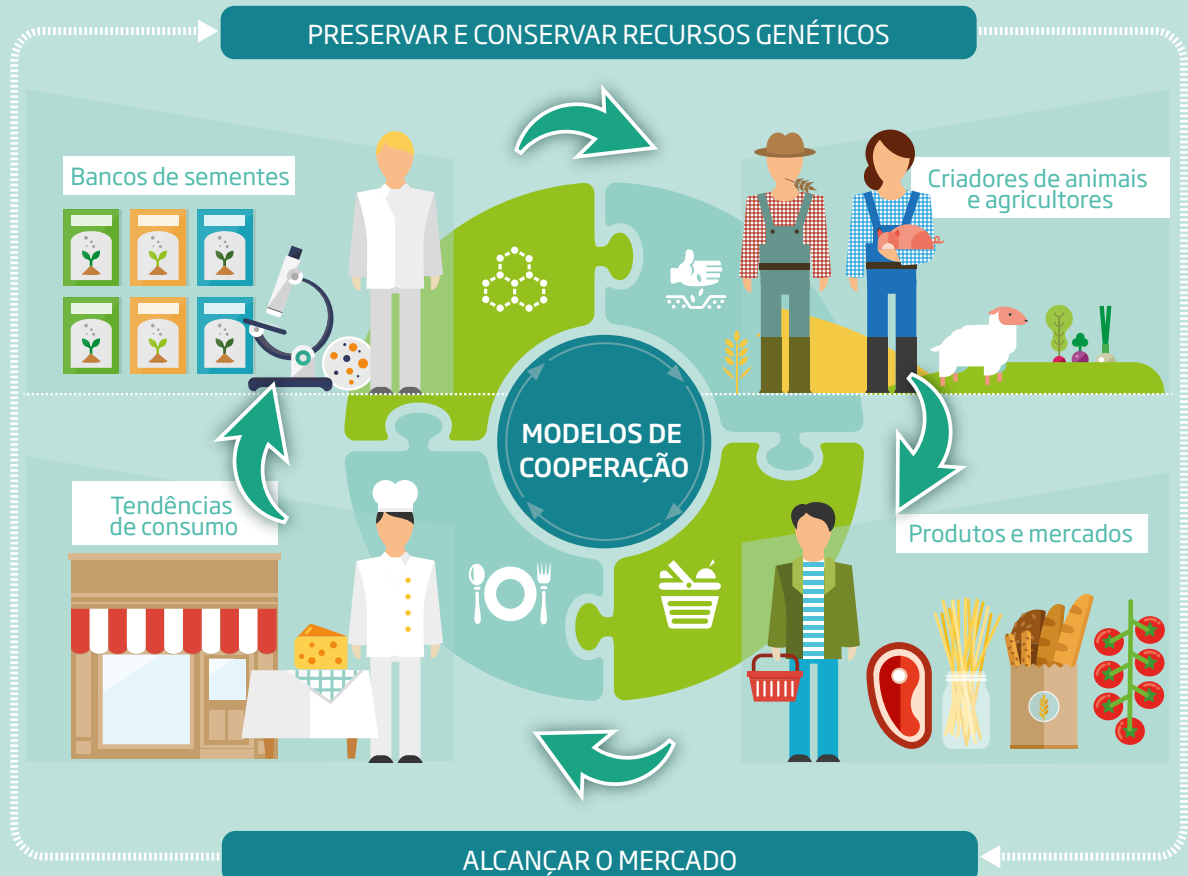 PRESERVAR E CONSERVAR RECURSOS GENÉTICOS
Bancos de sementes
Criadores de animais
e agricultores
MODELOS DE
COOPERAÇÃO
Tendências
de consumo
Produtos e mercados
ALCANÇAR O MERCADO